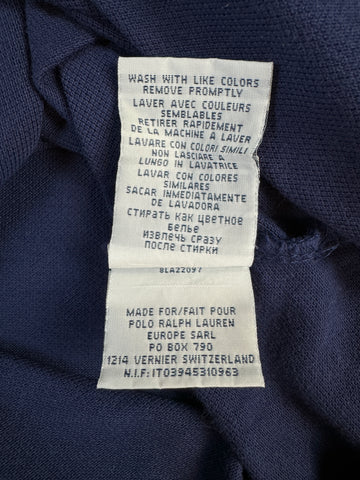 WASH WITH LIKE COLORS
REMOVE PROMPTLY
LAVER AVEC COULEURS
SEMBLABLES
RETIRER RAPIDEMENT
DE LA MACHINE A LAVER
LAVARE CON COLORI SIMILI
NON LASCIARE A
LUNGO IN LAVATRICE
LAVAR CON COLORES
SIMILARES
SACAR INMEDIATAMENTE
DE LAVADORA
СТИРАТЬ КАК ЦВЕТНОЕ
БЕЛЬЕ
ИЗВЛЕЧЬ СРАЗУ
ПОСЛЕ СТИРКИ
MADE FOR/FAIT POUR
POLO RALPH LAUREN
EUROPE SARL
PO BOX 790
1214 VERNIER SWITZERLAND
N.I.F:IT03945310963